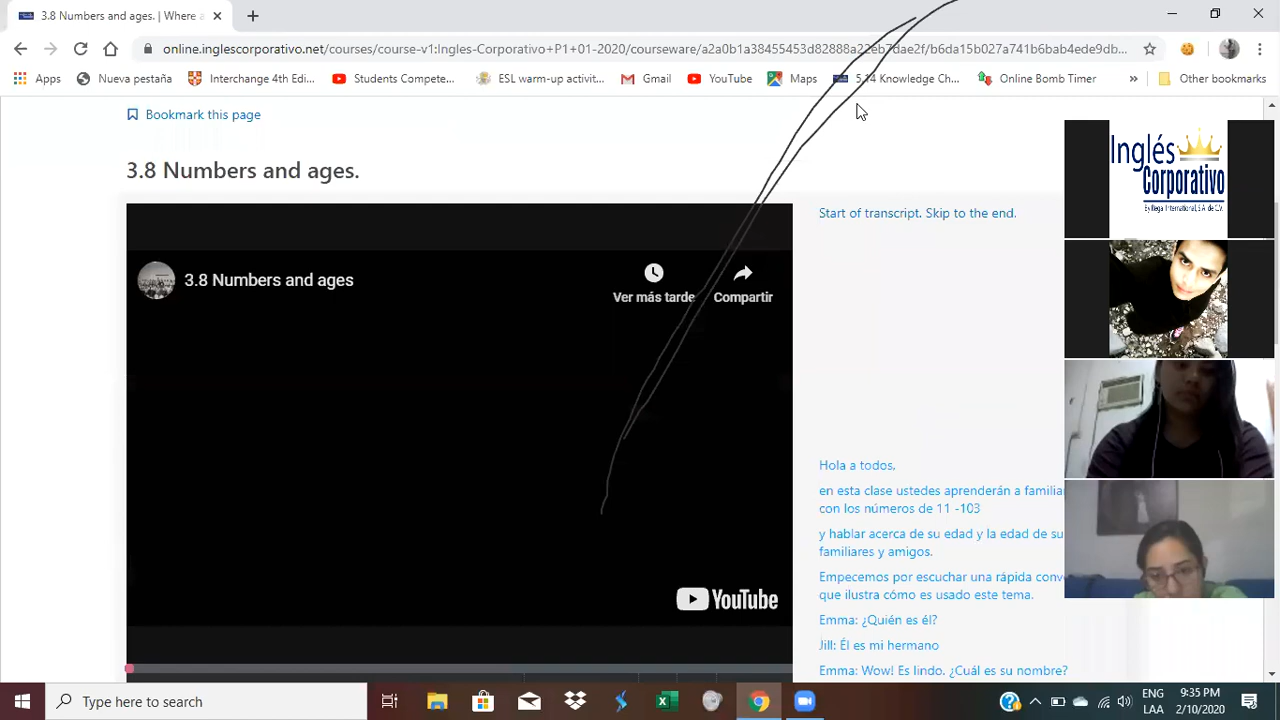 3.8 Numbers and ages. | Where a
online.inglescorporativo.net/courses/course-v1:Ingles-Corporativo+P1+01-2020/courseware/a2a0b1a38455453d82888a22eb7dae2f/b6da15b027a741b6bab4ede9db...
Apps Nueva pestaña Interchange 4th Edi... Students Compete... ESL warm-up activit... Gmail YouTube Maps 5.14 Knowledge Ch... Online Bomb Timer » Other bookmarks
Bookmark this page
3.8 Numbers and ages.
Start of transcript. Skip to the end.
3.8 Numbers and ages
Ver más tarde
Compartir
YouTube
Hola a todos,
en esta clase ustedes aprenderán a familiar
con los números de 11 -103
y hablar acerca de su edad y la edad de su
familiares y amigos.
Empecemos por escuchar una rápida conv
que ilustra cómo es usado este tema.
Emma: ¿Quién es él?
Jill: Él es mi hermano
Emma: Wow! Es lindo. ¿Cuál es su nombre?
Inglés
Corporativo
Type here to search
ENG
LAA
9:35 PM
2/10/2020